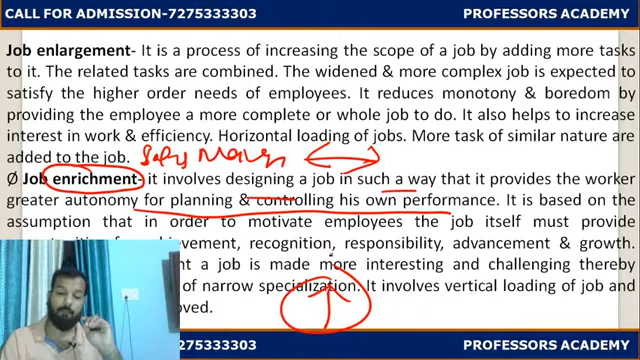 CALL FOR ADMISSION-7275333303 PROFESSORS ACADEMY
Job enlargement- It is a process of increasing the scope of a job by adding more tasks
to it. The related tasks are combined. The widened & more complex job is expected to
satisfy the higher order needs of employees. It reduces monotony & boredom by
providing the employee a more complete or whole job to do. It also helps to increase
interest in work & efficiency. Horizontal loading of jobs. More task of similar nature are
added to the job.
Ø Job enrichment- it involves designing a job in such a way that it provides the worker
greater autonomy for planning & controlling his own performance. It is based on the
assumption that in order to motivate employees the job itself must provide
achievement, recognition, responsibility, advancement & growth.
a job is made more interesting and challenging thereby
of narrow specialization. It involves vertical loading of job and
3303 PROFESSORS ACADEMY